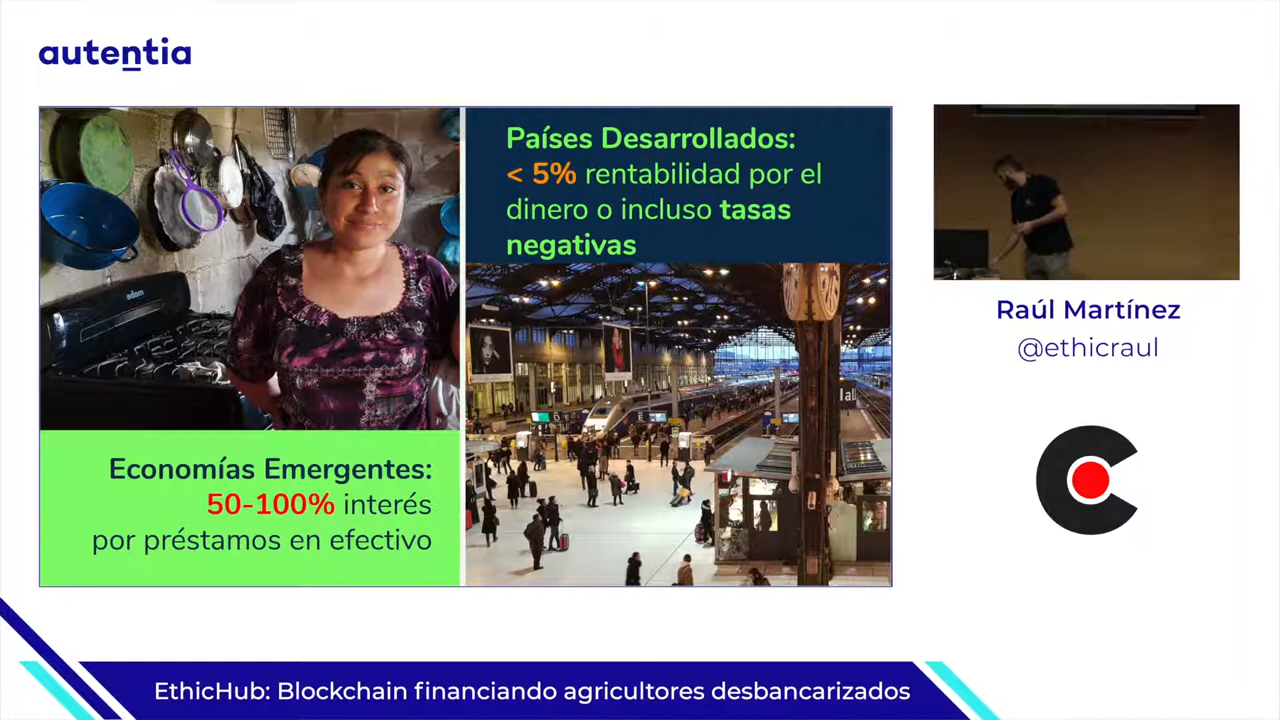 autentia
Países Desarrollados:
< 5% rentabilidad por el
dinero o incluso tasas
negativas
Economías Emergentes:
50-100% interés
por préstamos en efectivo
Raúl Martínez
@ethicraul
EthicHub: Blockchain financiando agricultores desbancarizados